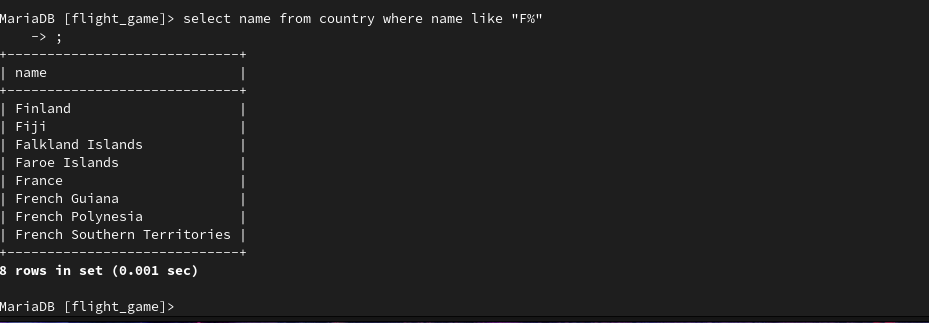 MariaDB [flight_game]> select name from country where name like "F%"
    -> ;
+-----------------------------+
| name                        |
+-----------------------------+
| Finland                     |
| Fiji                        |
| Falkland Islands            |
| Faroe Islands               |
| France                      |
| French Guiana               |
| French Polynesia            |
| French Southern Territories |
+-----------------------------+
8 rows in set (0.001 sec)

MariaDB [flight_game]>